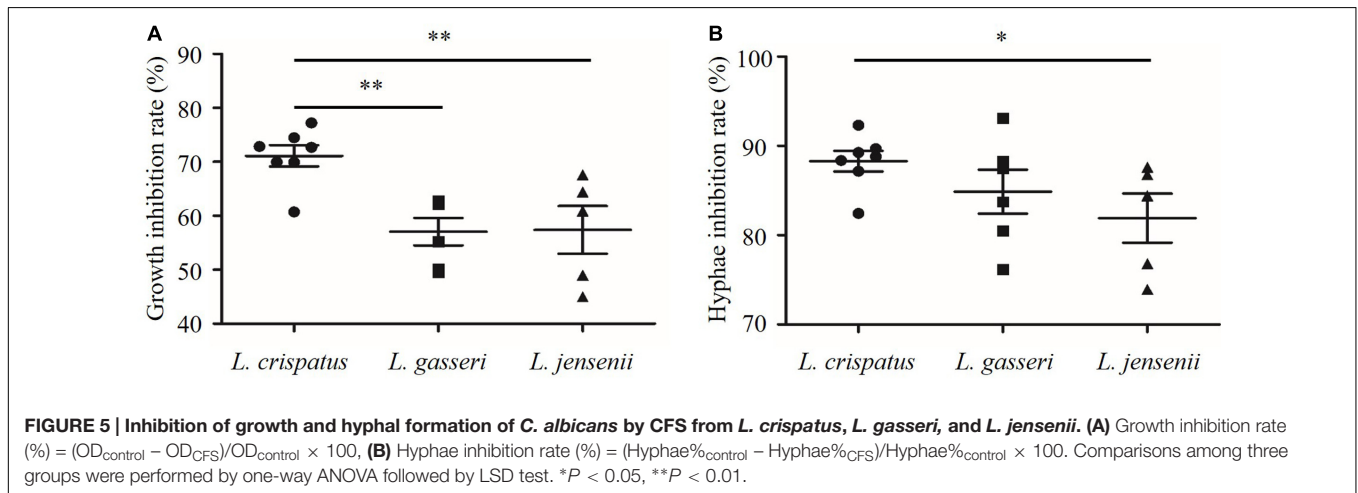 A
**
**
90
80
70
60
50
40
Growth inhibition rate (%)
L. crispatus L. gasseri L. jensenii
B
*
100
90
80
70
Hyphae inhibition rate (%)
L. crispatus L. gasseri L. jensenii
FIGURE 5 | Inhibition of growth and hyphal formation of C. albicans by CFS from L. crispatus, L. gasseri, and L. jensenii. (A) Growth inhibition rate
(%) = (ODcontrol – ODCFS)/ODcontrol × 100, (B) Hyphae inhibition rate (%) = (Hyphae%control – Hyphae%CFS)/Hyphae%control × 100. Comparisons among three
groups were performed by one-way ANOVA followed by LSD test. *P < 0.05, **P < 0.01.